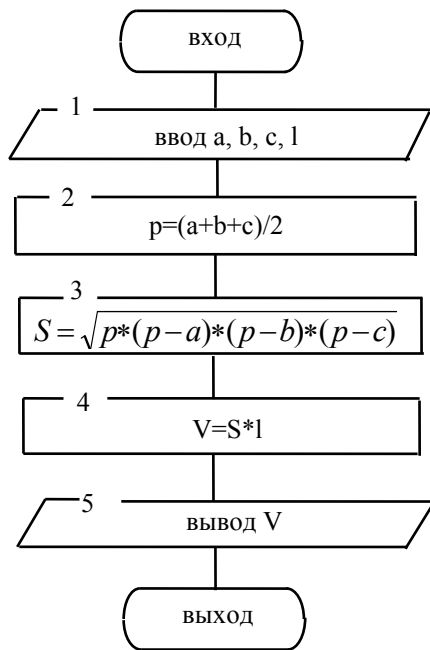 вход
1
ввод a, b, c, l
2
p=(a+b+c)/2
3
S = √p*(p−a)*(p−b)*(p−c)
4
V=S*l
5
вывод V
выход